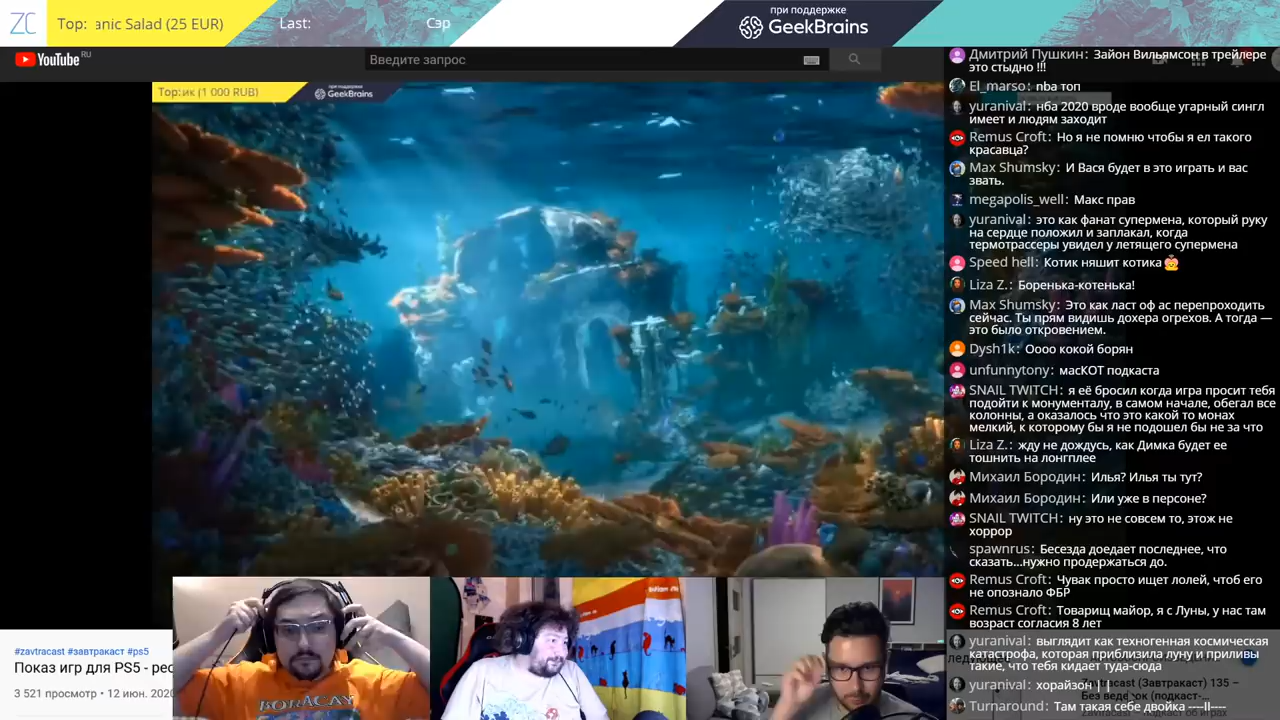 ZC
Top: anic Salad (25 EUR)
Last:
Сэр
при поддержке
GeekBrains
YouTube RU
Введите запрос
Top:ик (1 000 RUB)
при поддержке
GeekBrains
Дмитрий Пушкин: Зайон Вильямсон в трейлере
это стыдно !!!
El_marso: nba топ
yuranival: нба 2020 вроде вообще угарный сингл
имеет и людям заходит
Remus Croft: Но я не помню чтобы я ел такого
красавца?
Max Shumsky: И Вася будет в это играть и вас
звать.
megapolis_well: Макс прав
yuranival: это как фанат супермена, который руку
на сердце положил и заплакал, когда
термотрассеры увидел у летящего супермена
Speed hell: Котик няшит котика
Liza Z.: Боренька-котенька!
Max Shumsky: Это как ласт оф ас перепроходить
сейчас. Ты прям видишь дохера огрехов. А тогда —
это было откровением.
Dysh1k: Оооо кокой борян
unfunnytony: масКОТ подкаста
SNAIL TWITCH: я её бросил когда игра просит тебя
подойти к монументалу, в самом начале, обегал все
колонны, а оказалось что это какой то монах
мелкий, к которому бы я не подошел бы не за что
Liza Z.: жду не дождусь, как Димка будет ее
тошнить на лонгплее
Михаил Бородин: Илья? Илья ты тут?
Михаил Бородин: Или уже в персоне?
SNAIL TWITCH: ну это не совсем то, этож не
хоррор
spawnrus: Бесезда доедает последнее, что
сказать...нужно продержаться до.
Remus Croft: Чувак просто ищет лолей, чтоб его
не опознало ФБР
Remus Croft: Товарищ майор, я с Луны, у нас там
возраст согласия 8 лет
yuranival: выглядит как техногенная космическая
катастрофа, которая приблизила луну и приливы
такие, что тебя кидает туда-сюда
yuranival: хорайзон !!
Turnaround: Там такая себе двойка ----||----
Zavtracast (Завтракаст) 135 –
Без ведерок (подкаст-
BORACAY
#zavtracast #завтракаст #ps5
Показ игр для PS5 - рес
3 521 просмотр • 12 июн. 2020